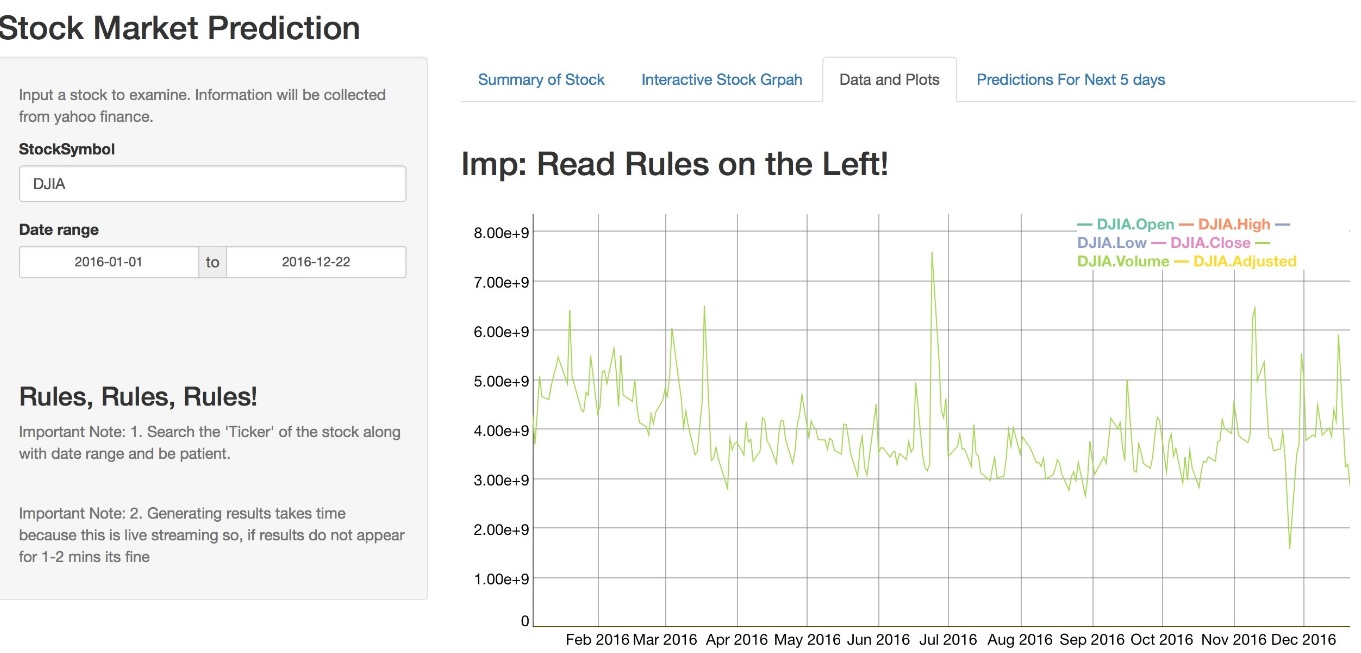 Stock Market Prediction
Input a stock to examine. Information will be collected
from yahoo finance.
StockSymbol
DJIA
Date range
2016-01-01 to 2016-12-22
Rules, Rules, Rules!
Important Note: 1. Search the 'Ticker' of the stock along
with date range and be patient.
Important Note: 2. Generating results takes time
because this is live streaming so, if results do not appear
for 1-2 mins its fine
Summary of Stock Interactive Stock Grpah Data and Plots Predictions For Next 5 days
Imp: Read Rules on the Left!
— DJIA.Open — DJIA.High —
DJIA.Low — DJIA.Close —
DJIA.Volume — DJIA.Adjusted
8.00e+9
7.00e+9
6.00e+9
5.00e+9
4.00e+9
3.00e+9
2.00e+9
1.00e+9
0
Feb 2016 Mar 2016 Apr 2016 May 2016 Jun 2016 Jul 2016 Aug 2016 Sep 2016 Oct 2016 Nov 2016 Dec 2016